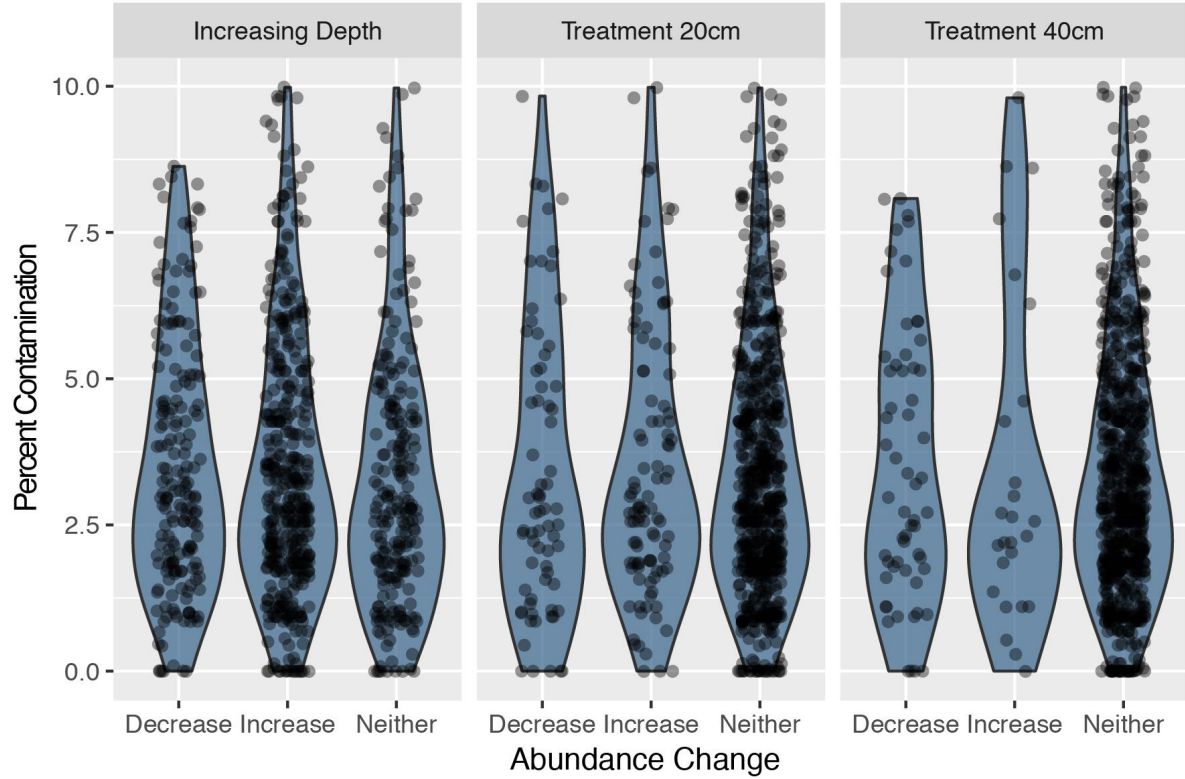 Increasing Depth Treatment 20cm Treatment 40cm
10.0
7.5
5.0
2.5
0.0
Percent Contamination
Decrease Increase Neither Decrease Increase Neither Decrease Increase Neither
Abundance Change